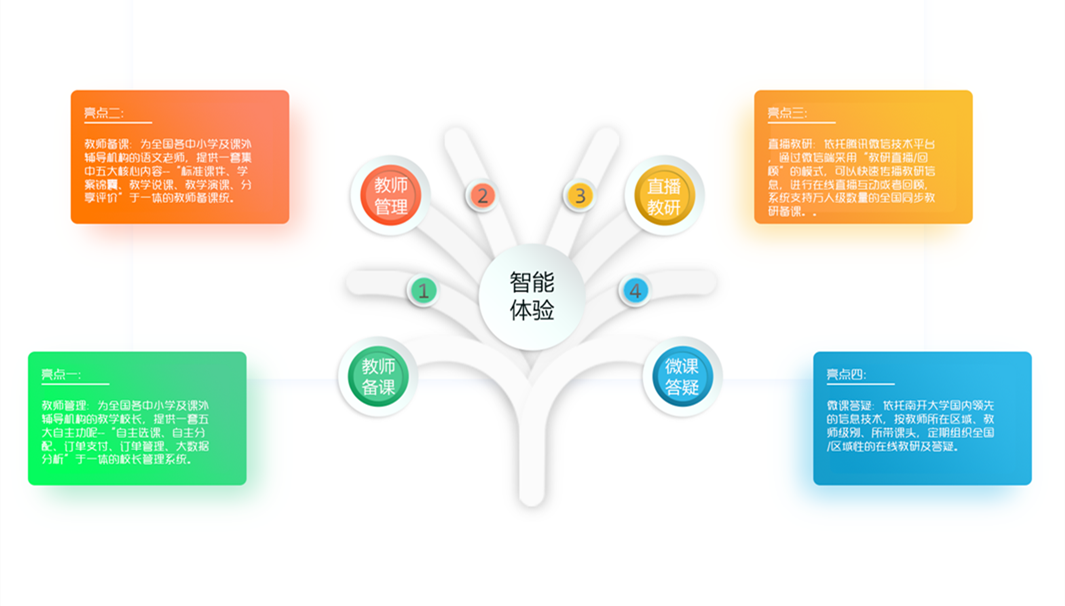 亮点二:
教师备课: 为全国各中小学及课外
辅导机构的语文老师，提供一套集
中五大核心内容--“标准课件、学
案锦囊、教学说课、教学演课、分
享评价”于一体的教师备课统。
亮点三:
直播教研: 依托腾讯微信技术平台
，通过微信端采用“教研直播/回
顾”的模式，可以快速传播教研信
息，进行在线直播互动或者回顾，
系统支持万人级数量的全国同步教
研备课。。
教师
管理
2
3
直播
教研
1
智能
体验
4
教师
备课
微课
答疑
亮点一:
教师管理: 为全国各中小学及课外
辅导机构的教学校长，提供一套五
大自主功呢--“自主选课、自主分
配、订单支付、订单管理、大数据
分析”于一体的校长管理系统。
亮点四:
微课答疑: 依托南开大学国内领先
的信息技术，按教师所在区域、教
师级别、所带课头，定期组织全国
/区域性的在线教研及答疑。